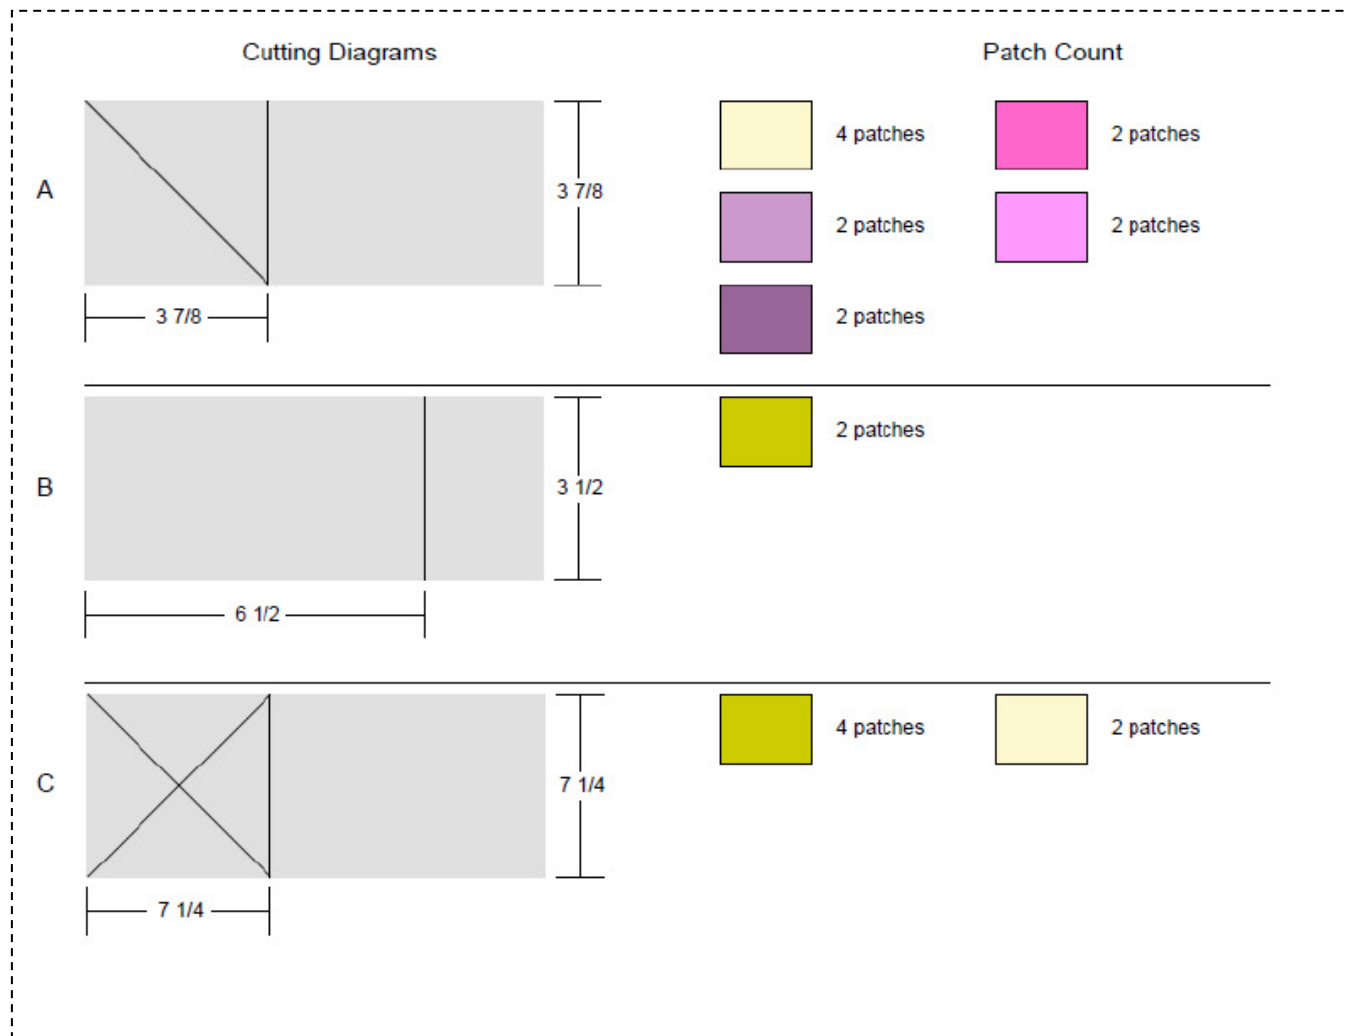 Cutting Diagrams
Patch Count
A
3 7/8
3 7/8
4 patches
2 patches
2 patches
2 patches
2 patches
B
3 1/2
6 1/2
2 patches
C
7 1/4
7 1/4
4 patches
2 patches